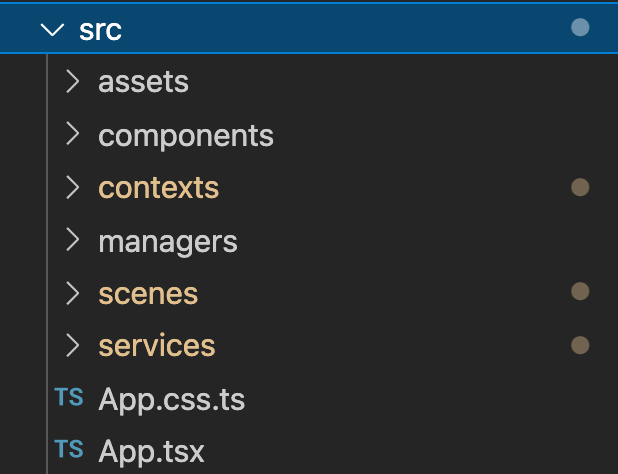 src
assets
components
contexts
managers
scenes
services
TS App.css.ts
TS App.tsx